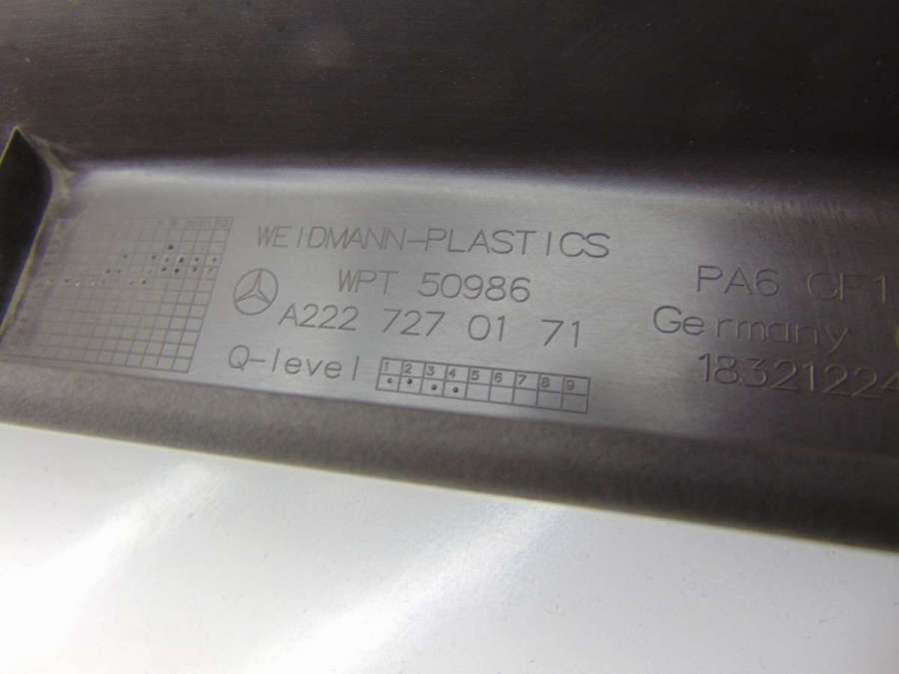 WEIDMANN-PLASTICS
WPT 50986
A222 727 01 71
Q-level 1 2 3 4 5 6 7 8 9
PA6
Germany